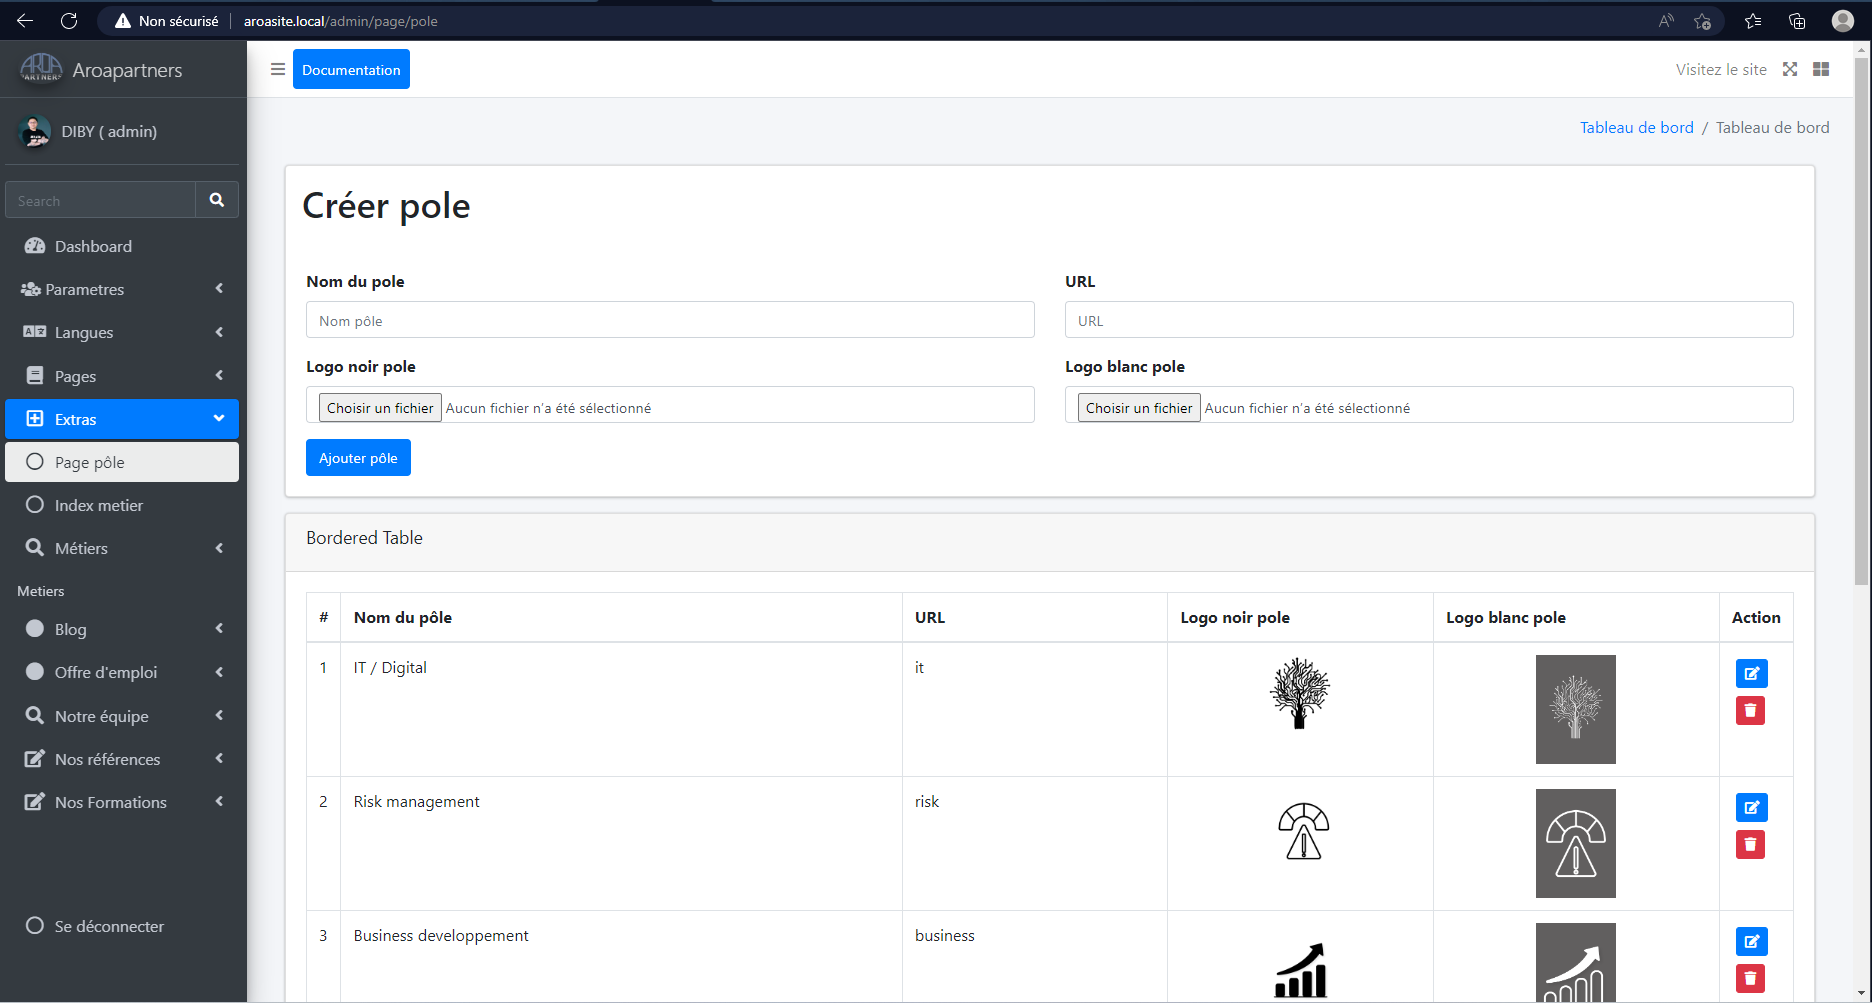 Non sécurisé
aroasite.local/admin/page/pole
AROA
PARTNERS
Aroapartners
Documentation
Visitez le site
DIBY ( admin)
Tableau de bord / Tableau de bord
Search
Dashboard
Parametres
Langues
Pages
Extras
Page pôle
Index metier
Métiers
Metiers
Blog
Offre d'emploi
Notre équipe
Nos références
Nos Formations
Se déconnecter
Créer pole
Nom du pole
URL
Nom pôle
URL
Logo noir pole
Logo blanc pole
Choisir un fichier Aucun fichier n’a été sélectionné
Choisir un fichier Aucun fichier n’a été sélectionné
Ajouter pôle
Bordered Table
# Nom du pôle URL Logo noir pole Logo blanc pole Action
1 IT / Digital it
2 Risk management risk
3 Business developpement business